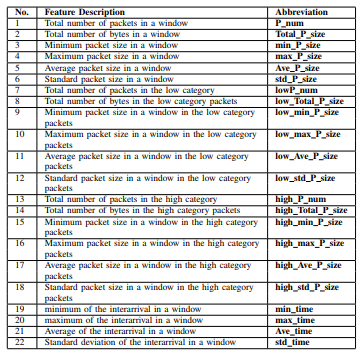 No. Feature Description Abbreviation
1 Total number of packets in a window P_num
2 Total number of bytes in a window Total_P_size
3 Minimum packet size in a window min_P_size
4 Maximum packet size in a window max_P_size
5 Average packet size in a window Ave_P_size
6 Standard packet size in a window std_P_size
7 Total number of packets in the low category lowP_num
8 Total number of bytes in the low category packets low_Total_P_size
9 Minimum packet size in a window in the low category low_min_P_size
packets
10 Maximum packet size in a window in the low category low_max_P_size
packets
11 Average packet size in a window in the low category low_Ave_P_size
packets
12 Standard packet size in a window in the low category low_std_P_size
packets
13 Total number of packets in the high category high_P_num
14 Total number of bytes in the high category packets high_Total_P_size
15 Minimum packet size in a window in the high category high_min_P_size
packets
16 Maximum packet size in a window in the high category high_max_P_size
packets
17 Average packet size in a window in the high category high_Ave_P_size
packets
18 Standard packet size in a window in the high category high_std_P_size
packets
19 minimum of the interarrival in a window min_time
20 maximum of the interarrival in a window max_time
21 Average of the interarrival in a window Ave_time
22 Standard deviation of the interarrival in a window std_time